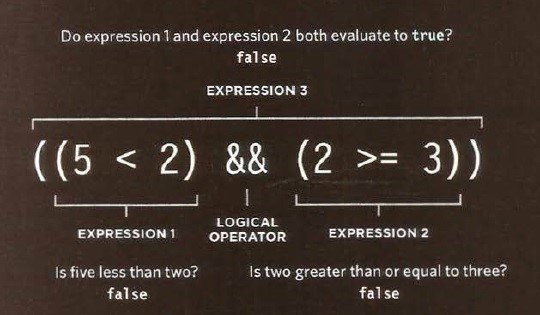 Do expression 1 and expression 2 both evaluate to true?
false
EXPRESSION 3
((5 < 2) && (2 >= 3))
EXPRESSION 1
LOGICAL
OPERATOR
EXPRESSION 2
Is five less than two?
false
Is two greater than or equal to three?
false